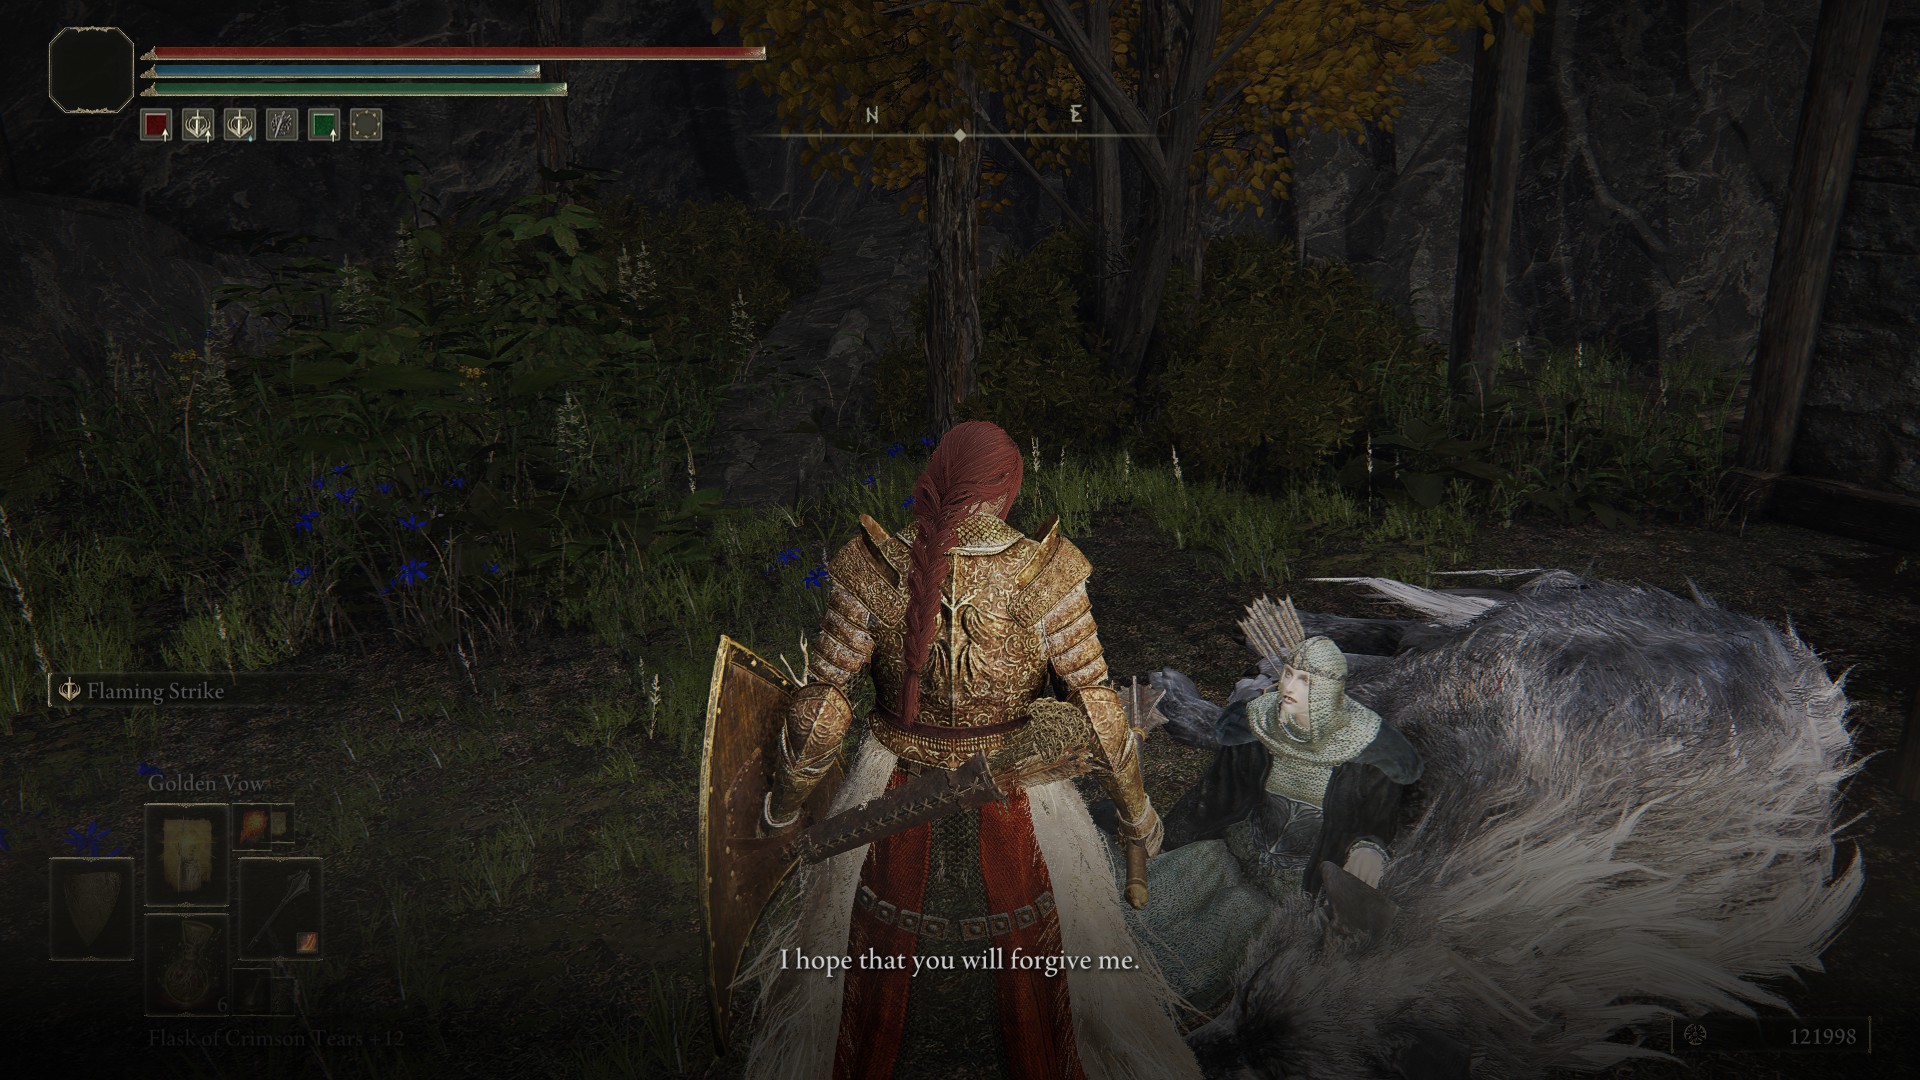 N E
Flaming Strike
Golden Vow
I hope that you will forgive me.
6
Flask of Crimson Tears +12
121998